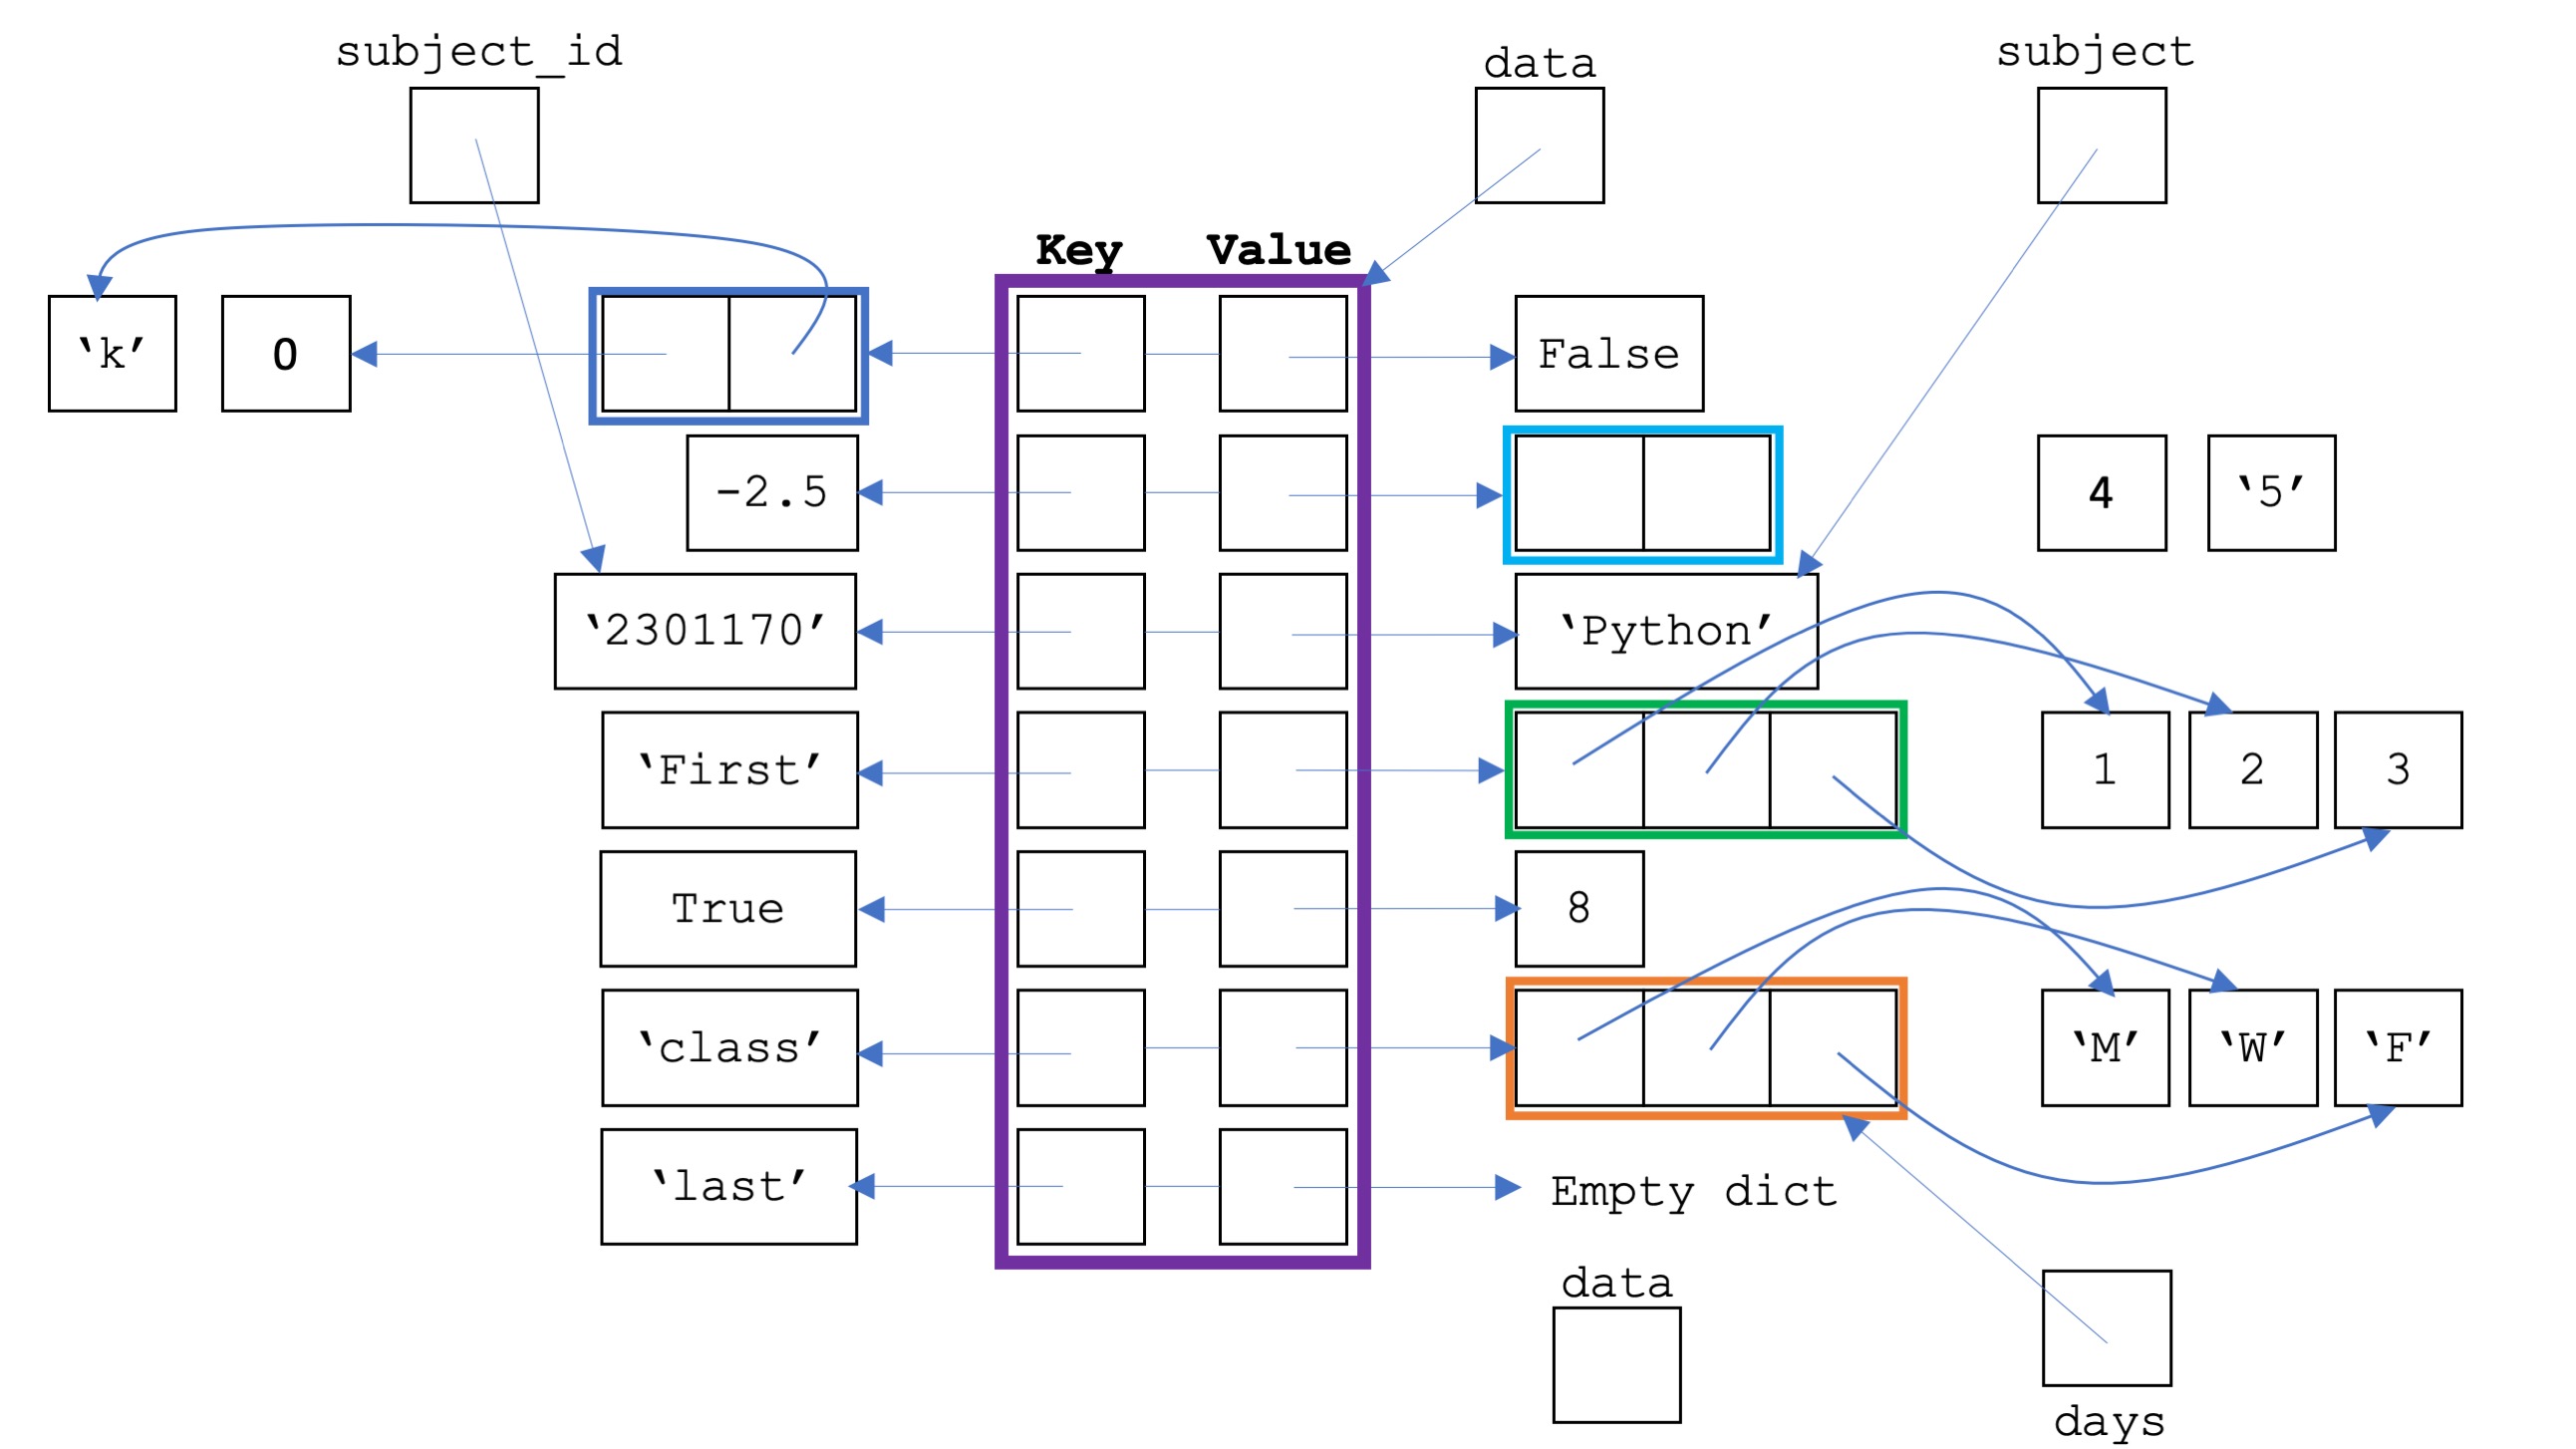 subject_id
data
subject
Key Value
‘k’ 0 False
-2.5 4 ‘5’
‘2301170’ ‘Python’
‘First’ 1 2 3
True 8
‘class’ ‘M’ ‘W’ ‘F’
‘last’ Empty dict
data
days